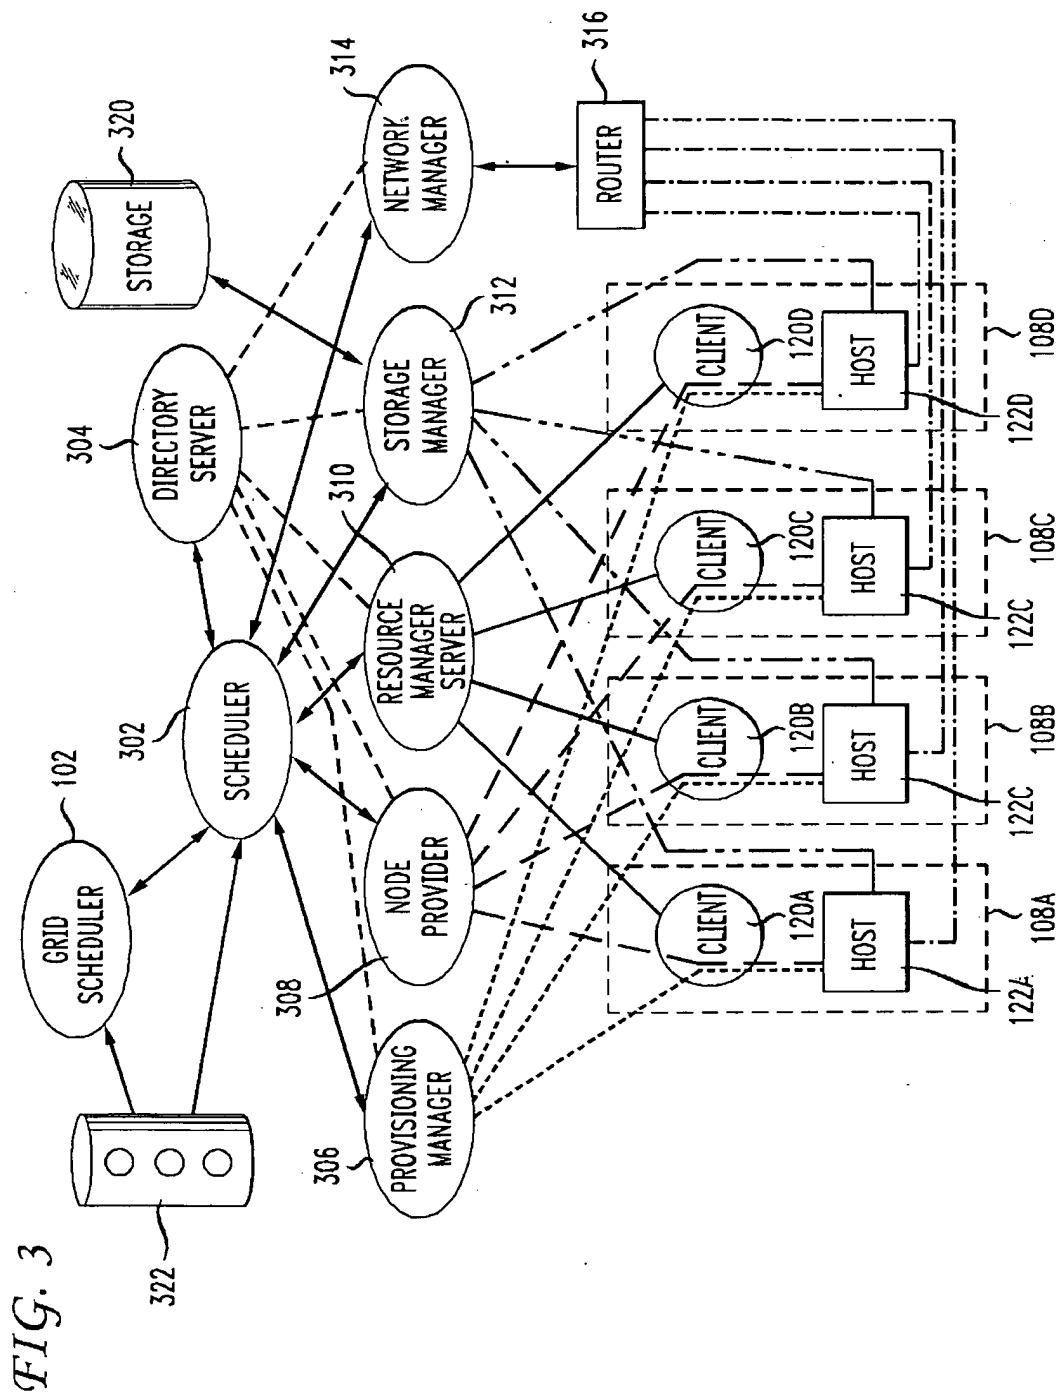 FIG. 3
322
GRID
SCHEDULER
102
SCHEDULER
302
DIRECTORY
SERVER
304
STORAGE
320
PROVISIONING
MANAGER
306
NODE
PROVIDER
308
RESOURCE
MANAGER
SERVER
310
STORAGE
MANAGER
312
NETWORK
MANAGER
314
ROUTER
316
CLIENT
120A
HOST
122A
108A
CLIENT
120B
HOST
122C
108B
CLIENT
120C
HOST
122C
108C
CLIENT
120D
HOST
122D
108D